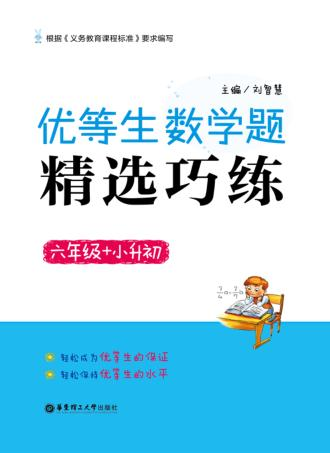 根据《义务教育课程标准》要求编写
主编/刘智慧
优等生数学题
精选巧练
六年级+小升初
轻松成为优等生的保证
轻松保持优等生的水平
华东理工大学出版社